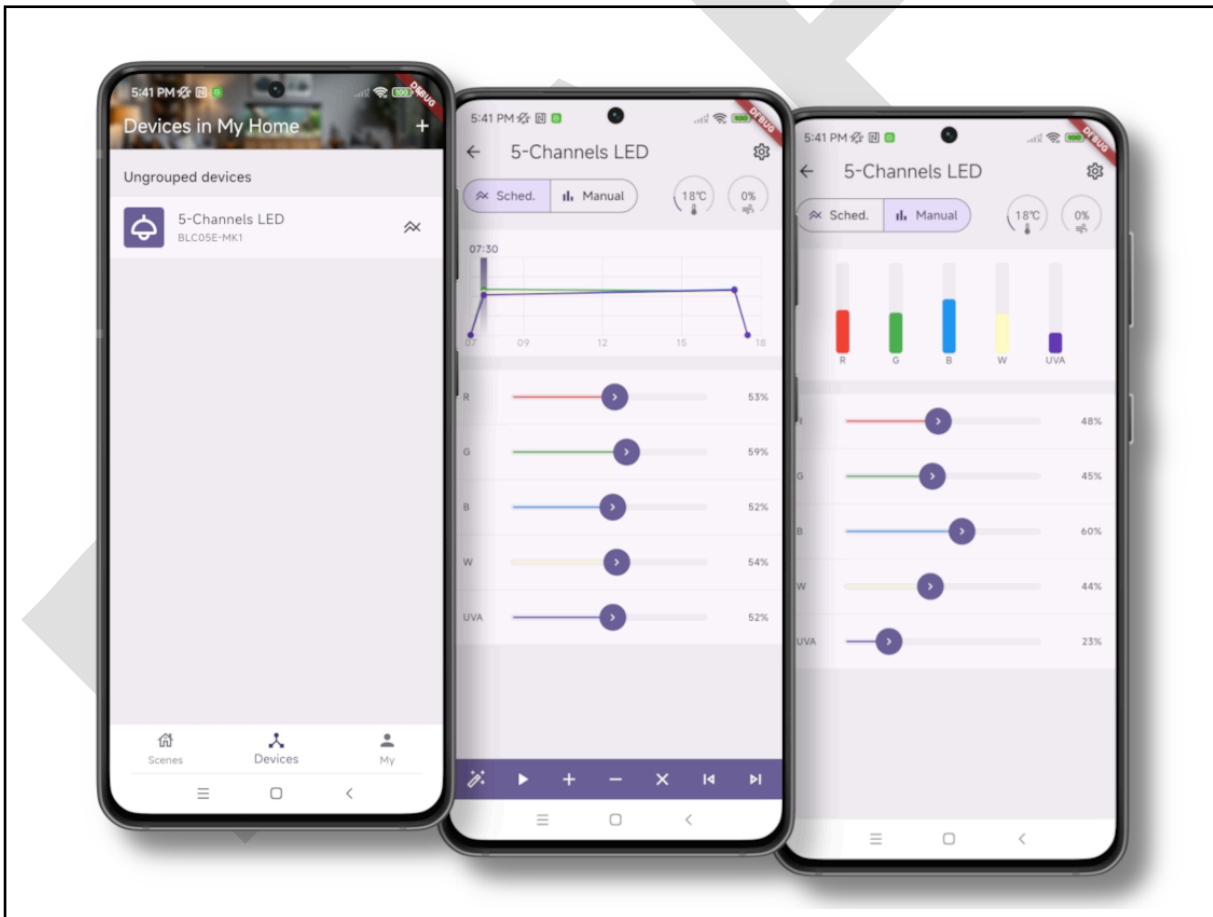 5:41 PM
100
DEBUG
Devices in My Home
+
Ungrouped devices
5-Channels LED
BLC05E-MK1
Scenes
Devices
My
5:41 PM
DEBUG
5-Channels LED
Sched.
Manual
18℃
0%
07:30
07 09 12 15 18
R 53%
G 59%
B 52%
W 54%
UVA 52%
5:41 PM
100
DEBUG
5-Channels LED
Sched.
Manual
18℃
0%
R G B W UVA
48%
G 45%
B 60%
W 44%
UVA 23%